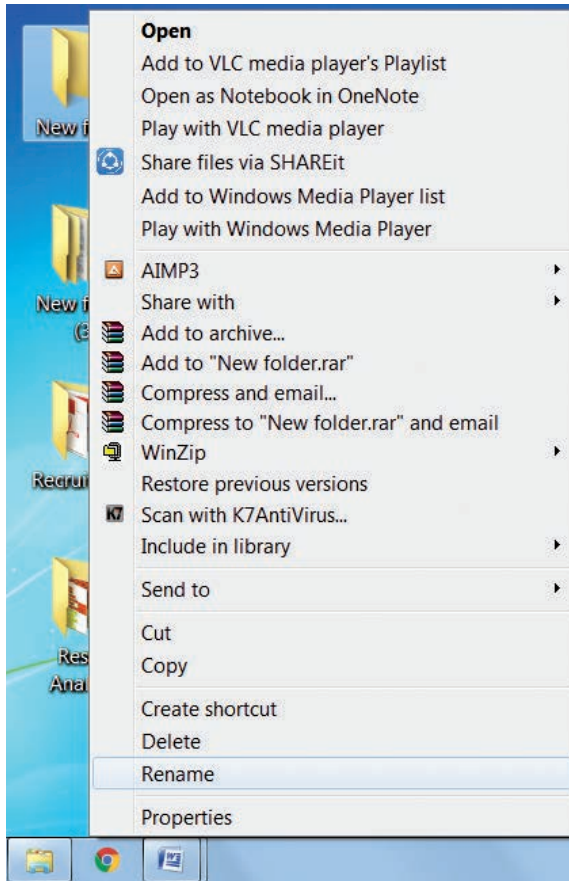 Open
Add to VLC media player's Playlist
Open as Notebook in OneNote
New
Play with VLC media player
Share files via SHAREit
Add to Windows Media Player list
Play with Windows Media Player
AIMP3
New
Share with
(3
Add to archive...
Add to "New folder.rar"
Compress and email...
Compress to "New folder.rar" and email
WinZip
Recrui
Restore previous versions
K7 Scan with K7AntiVirus...
Include in library
Send to
Cut
Res
Copy
Anal
Create shortcut
Delete
Rename
Properties